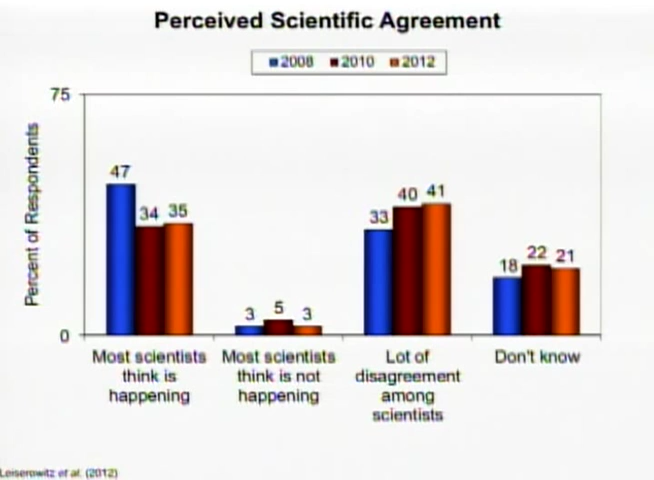 Perceived Scientific Agreement
2008 2010 2012
75
Percent of Respondents
47
34 35
3 5 3
33 40 41
18 22 21
0
Most scientists think is happening
Most scientists think is not happening
Lot of disagreement among scientists
Don't know
Leiserowitz et al. (2012)